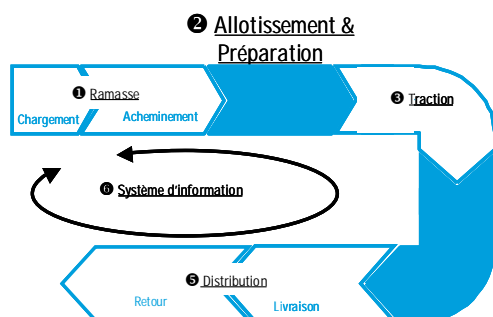 ❷ Allotissement &
Préparation
❶ Ramasse
Chargement
Acheminement
❸ Traction
❻ Système d'information
❺ Distribution
Retour
Livraison